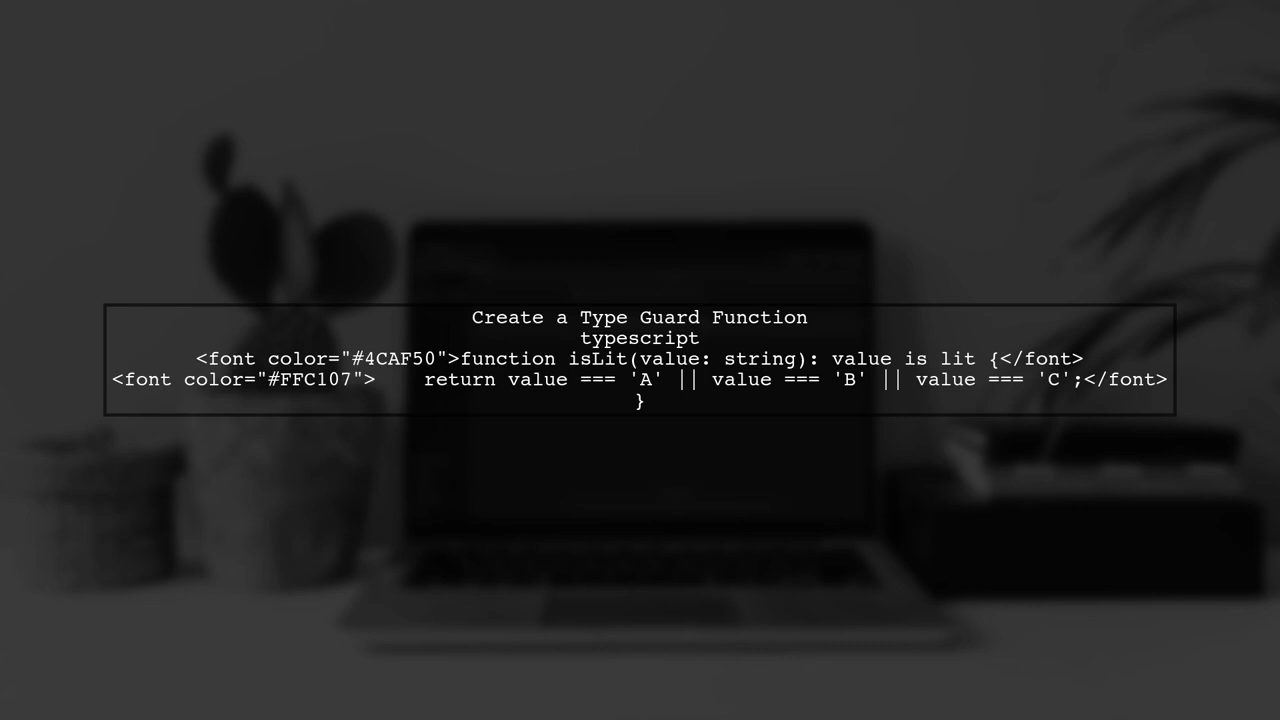 Create a Type Guard Function
typescript
<font color="#4CAF50">function isLit(value: string): value is lit {</font>
<font color="#FFC107">    return value === 'A' || value === 'B' || value === 'C';</font>
}